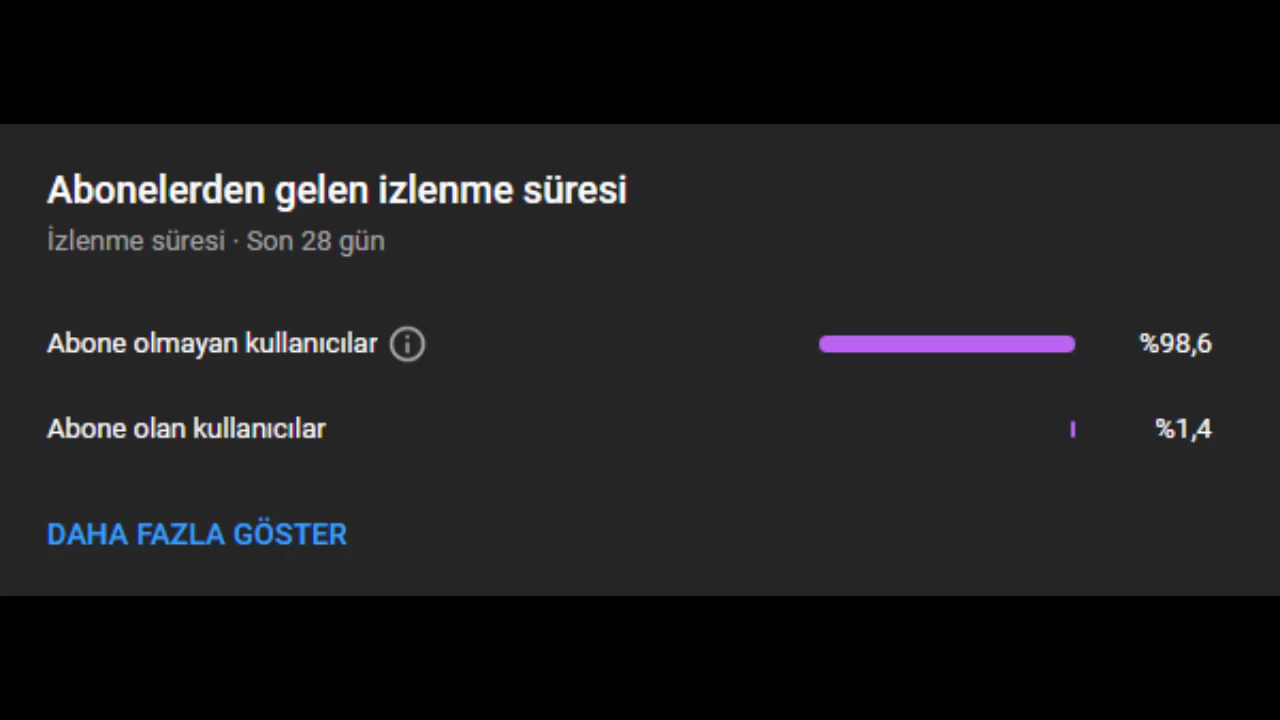 Abonelerden gelen izlenme süresi
İzlenme süresi · Son 28 gün
Abone olmayan kullanıcılar %98,6
Abone olan kullanıcılar %1,4
DAHA FAZLA GÖSTER